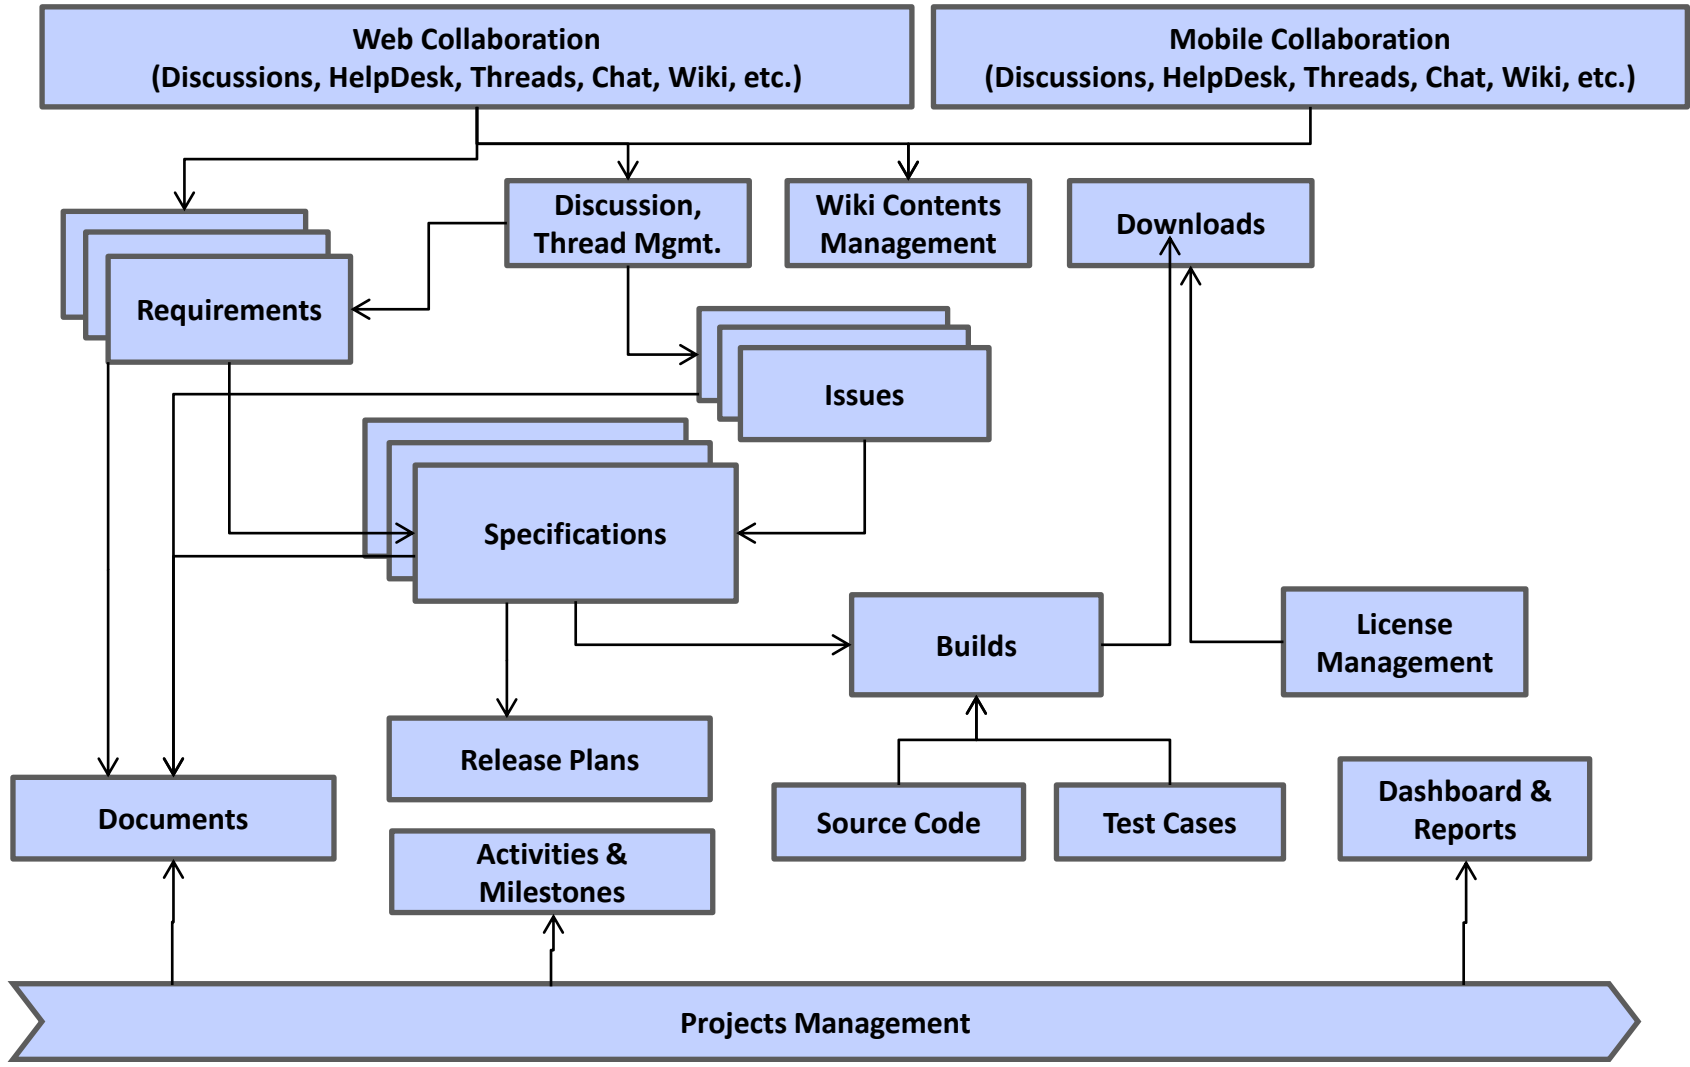 Web Collaboration
(Discussions, HelpDesk, Threads, Chat, Wiki, etc.)
Mobile Collaboration
(Discussions, HelpDesk, Threads, Chat, Wiki, etc.)
Discussion,
Thread Mgmt.
Wiki Contents
Management
Downloads
Requirements
Issues
Specifications
Builds
License
Management
Release Plans
Documents
Source Code
Test Cases
Dashboard &
Reports
Activities &
Milestones
Projects Management